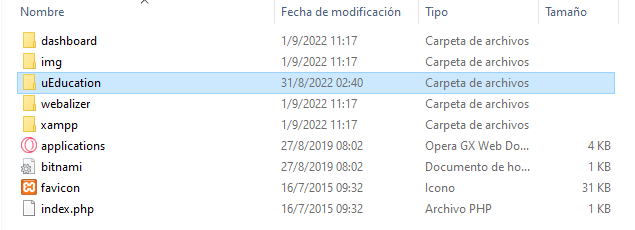 Nombre Fecha de modificación Tipo Tamaño
dashboard 1/9/2022 11:17 Carpeta de archivos
img 1/9/2022 11:17 Carpeta de archivos
uEducation 31/8/2022 02:40 Carpeta de archivos
webalizer 1/9/2022 11:17 Carpeta de archivos
xampp 1/9/2022 11:17 Carpeta de archivos
applications 27/8/2019 08:02 Opera GX Web Do... 4 KB
bitnami 27/8/2019 08:02 Documento de ho... 1 KB
favicon 16/7/2015 09:32 Icono 31 KB
index.php 16/7/2015 09:32 Archivo PHP 1 KB